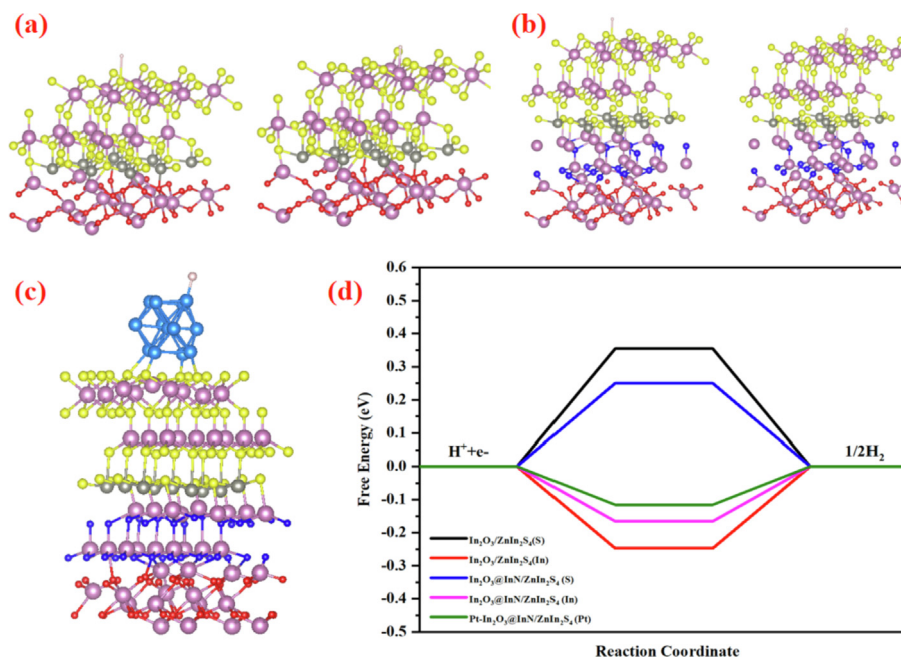 (a)
(b)
(c)
(d)
0.6
0.5
0.4
0.3
0.2
0.1
0.0
-0.1
-0.2
-0.3
-0.4
-0.5
Free Energy (eV)
H⁺+e-
1/2H₂
In₂O₃/ZnIn₂S₄(S)
In₂O₃/ZnIn₂S₄(In)
In₂O₃@InN/ZnIn₂S₄ (S)
In₂O₃@InN/ZnIn₂S₄ (In)
Pt-In₂O₃@InN/ZnIn₂S₄ (Pt)
Reaction Coordinate